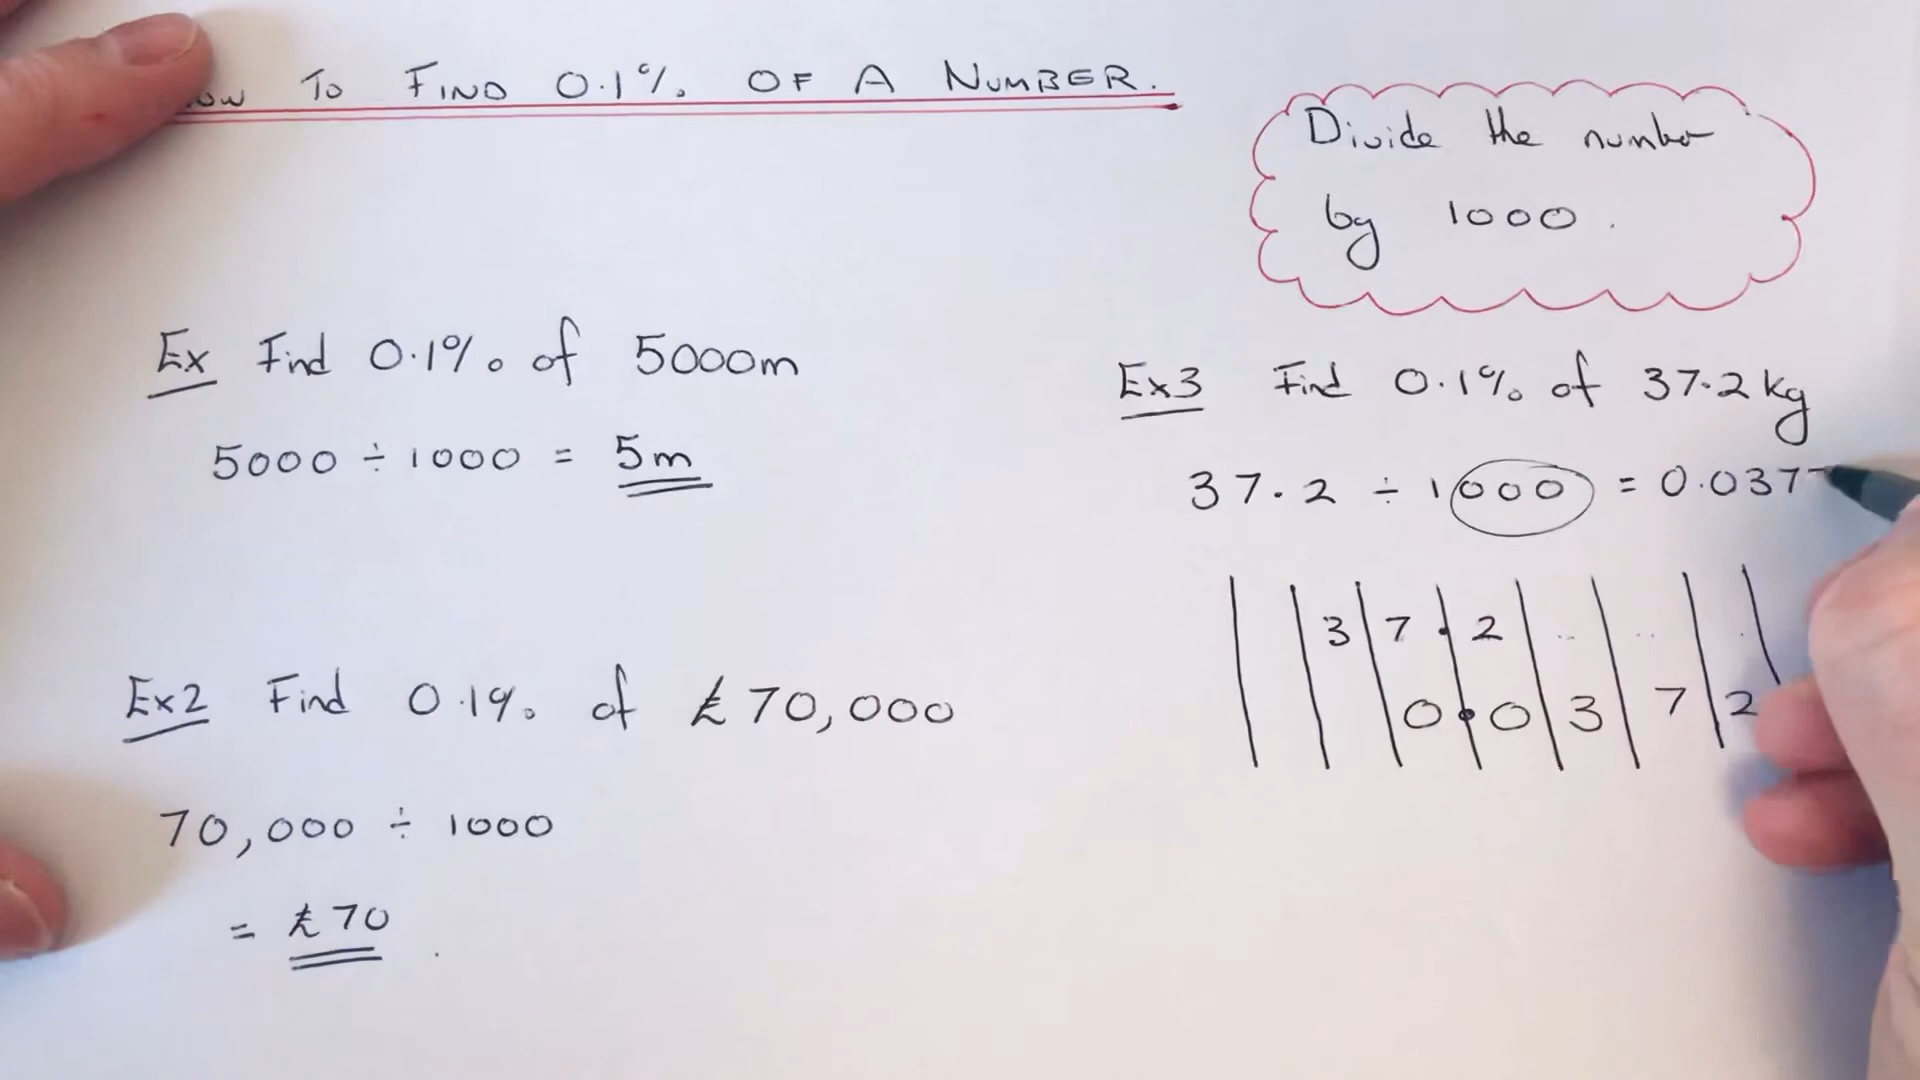 ow To FIND 0.1% OF A NUMBER.
Divide the number
by 1000.
Ex Find 0.1% of 5000m
5000 ÷ 1000 = 5m
Ex2 Find 0.1% of £70,000
70,000 ÷ 1000
= £70
Ex3 Find 0.1% of 37.2kg
37.2 ÷ 1000 = 0.037
3 7 . 2
0 . 0 3 7 2